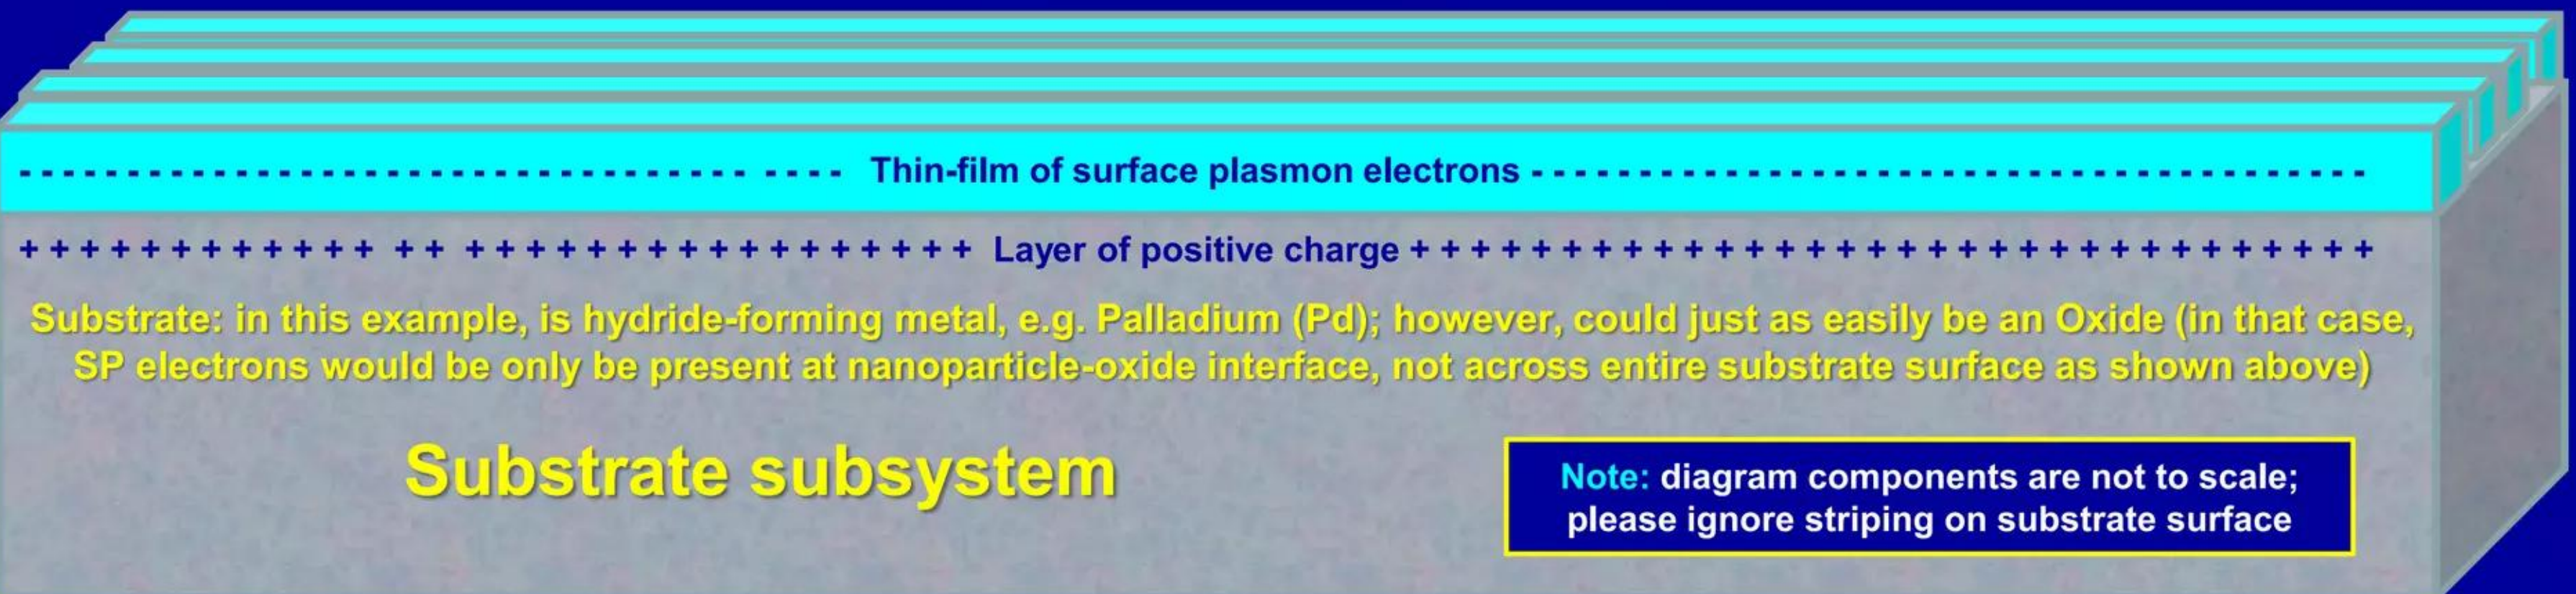 - - - - - - - - - - - - - - - - - - - - - - - - - - - - - - - - - - - - - - Thin-film of surface plasmon electrons - - - - - - - - - - - - - - - - - - - - - - - - - - - - - - - - - - - - - - -
+ + + + + + + + + + + + + + + + + + + + + + + + + + + + + + + Layer of positive charge + + + + + + + + + + + + + + + + + + + + + + + + + + + + + + + +
Substrate: in this example, is hydride-forming metal, e.g. Palladium (Pd); however, could just as easily be an Oxide (in that case,
SP electrons would be only be present at nanoparticle-oxide interface, not across entire substrate surface as shown above)
Substrate subsystem
Note: diagram components are not to scale;
please ignore striping on substrate surface